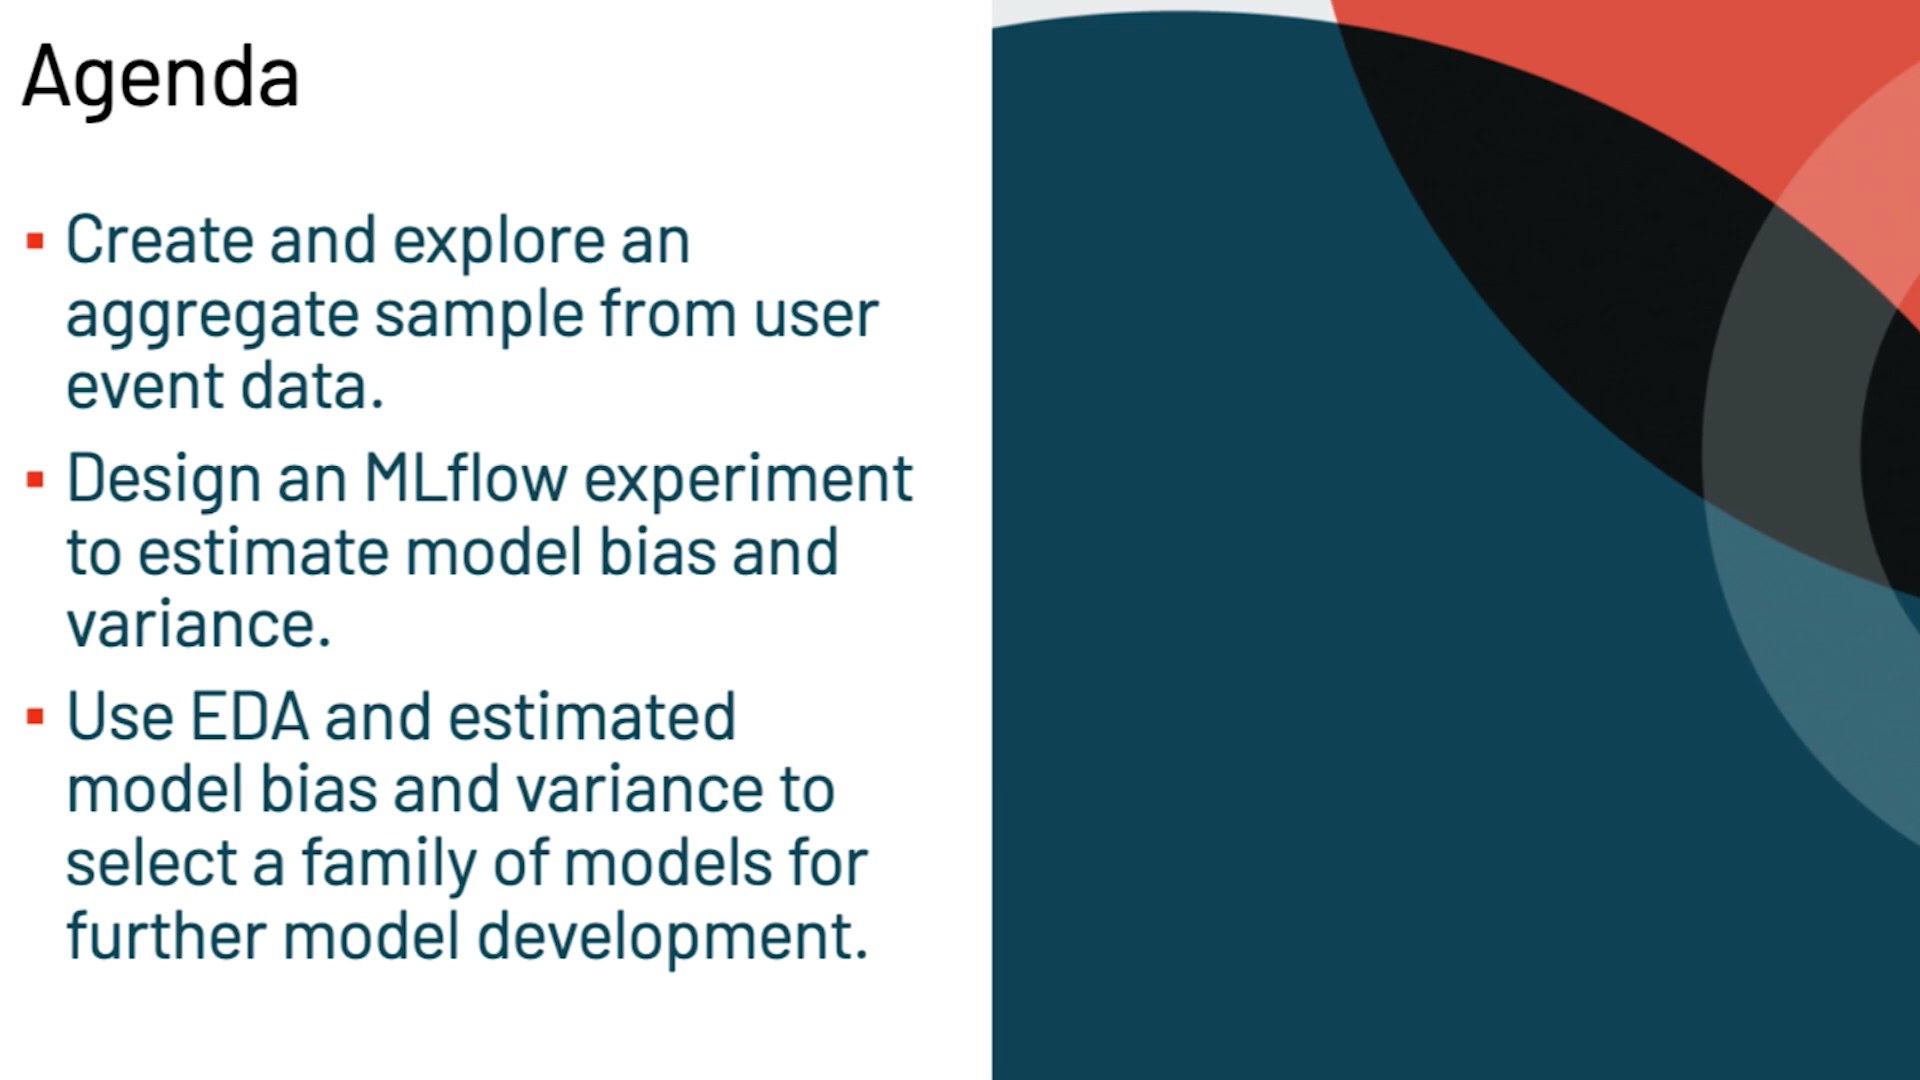 Agenda
▪ Create and explore an
aggregate sample from user
event data.
▪ Design an MLflow experiment
to estimate model bias and
variance.
▪ Use EDA and estimated
model bias and variance to
select a family of models for
further model development.